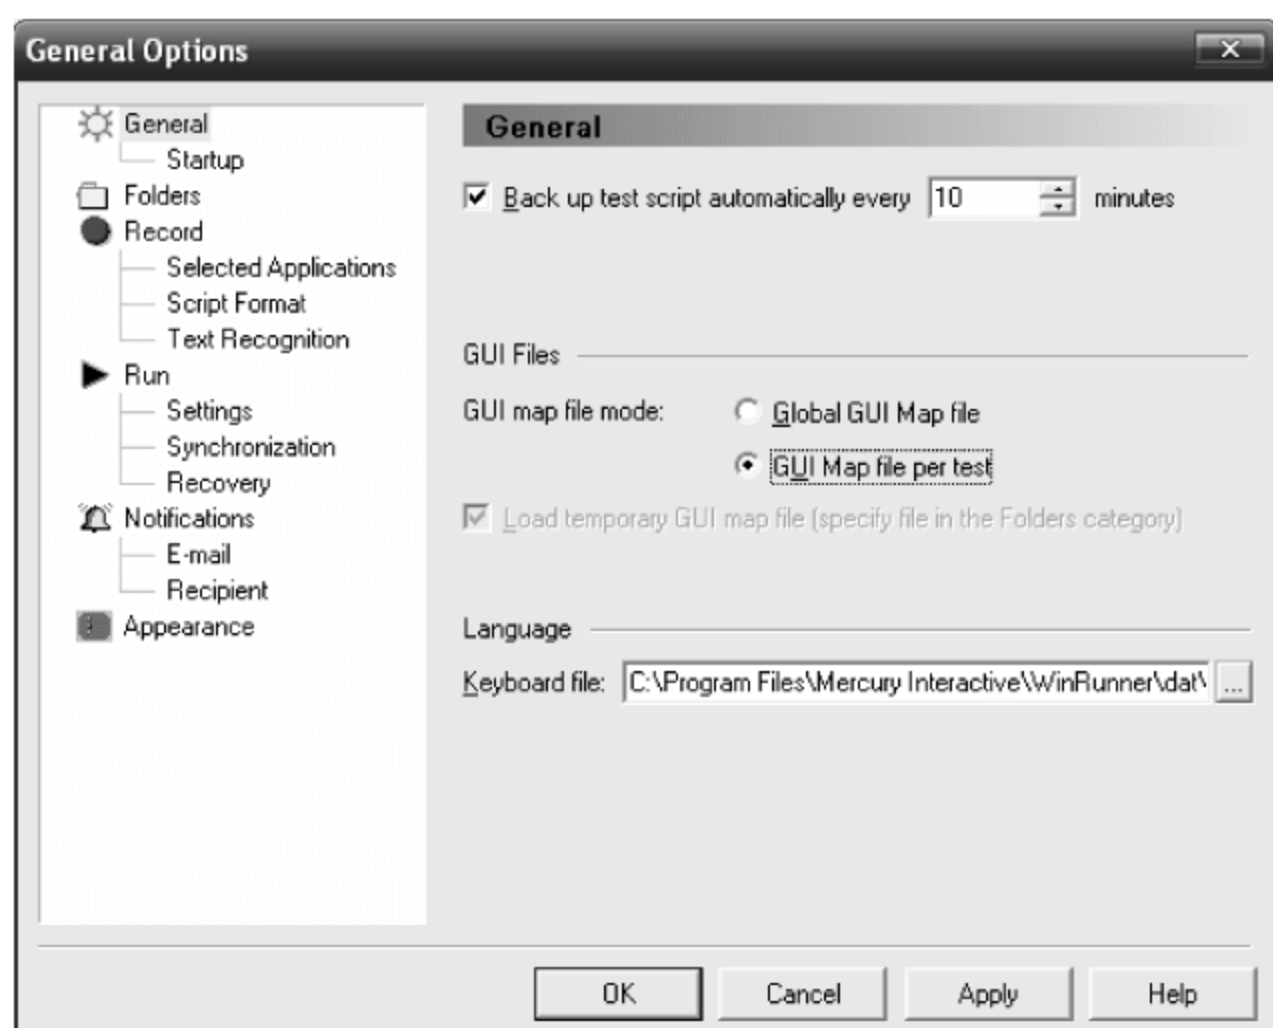 General Options
General
Startup
Folders
Record
Selected Applications
Script Format
Text Recognition
Run
Settings
Synchronization
Recovery
Notifications
E-mail
Recipient
Appearance
General
Back up test script automatically every 10 minutes
GUI Files
GUI map file mode: Global GUI Map file
GUI Map file per test
Load temporary GUI map file (specify file in the Folders category)
Language
Keyboard file: C:\Program Files\Mercury Interactive\WinRunner\dat\ ...
OK Cancel Apply Help